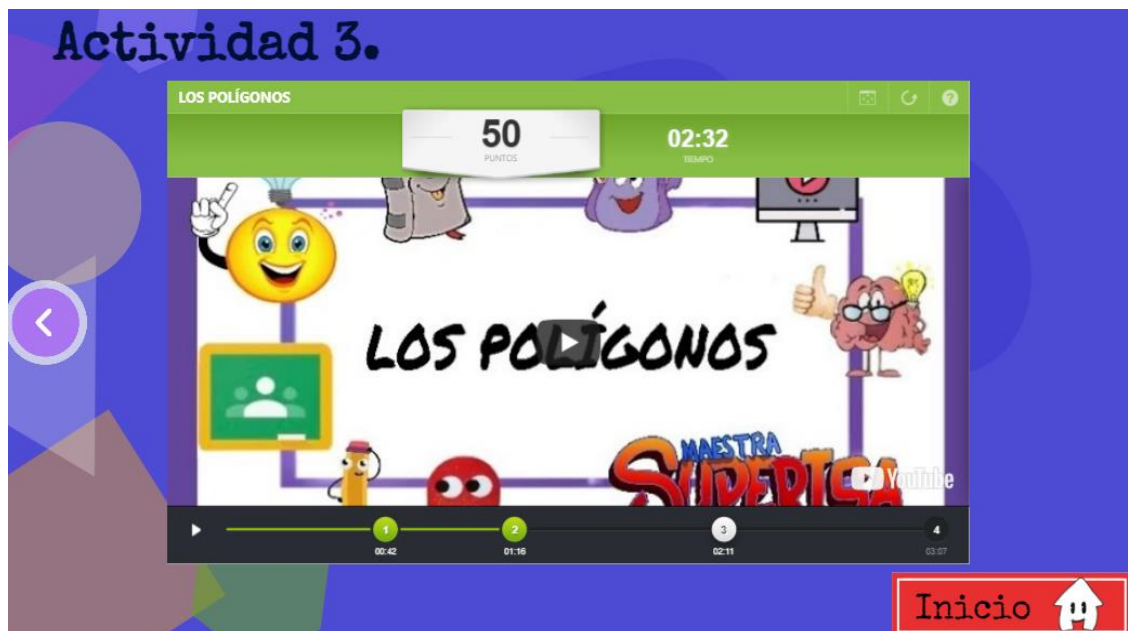 Actividad 3.
LOS POLÍGONOS
50
PUNTOS
02:32
TIEMPO
LOS POLÍGONOS
MAESTRA
SUPERTICA
YouTube
1
00:42
2
01:16
3
02:11
4
03:07
Inicio